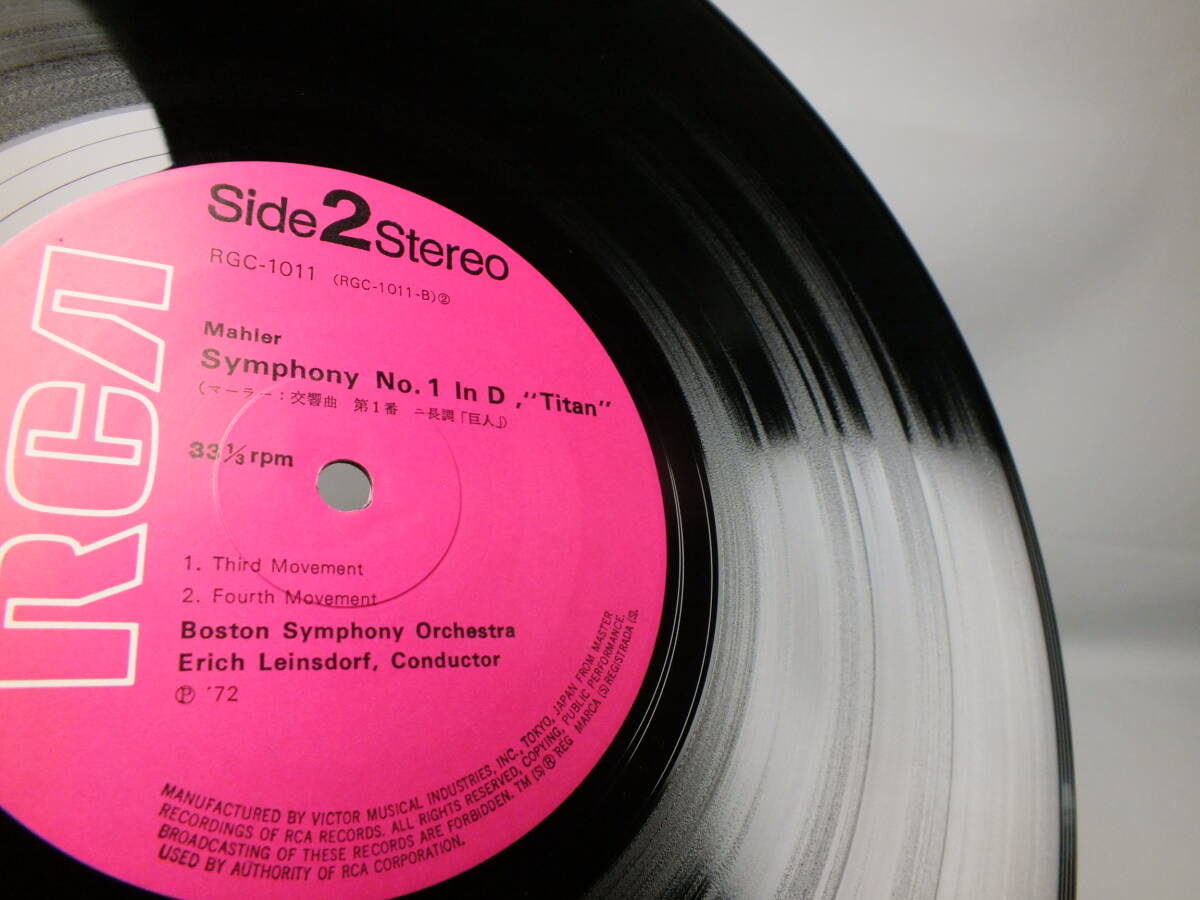 RCA
Side 2 Stereo
RGC-1011 (RGC-1011-B)②
Mahler
Symphony No. 1 In D ,"Titan"
(マーラー：交響曲 第1番 ニ長調「巨人」)
33⅓ rpm
1. Third Movement
2. Fourth Movement
Boston Symphony Orchestra
Erich Leinsdorf, Conductor
Ⓟ '72
MANUFACTURED BY VICTOR MUSICAL INDUSTRIES, INC., TOKYO, JAPAN FROM MASTER
RECORDINGS OF RCA RECORDS. ALL RIGHTS RESERVED, COPYING, PUBLIC PERFORMANCE,
BROADCASTING OF THESE RECORDS ARE FORBIDDEN. TM (S) ® REG MARCA (S) REGISTRADA (S).
USED BY AUTHORITY OF RCA CORPORATION.